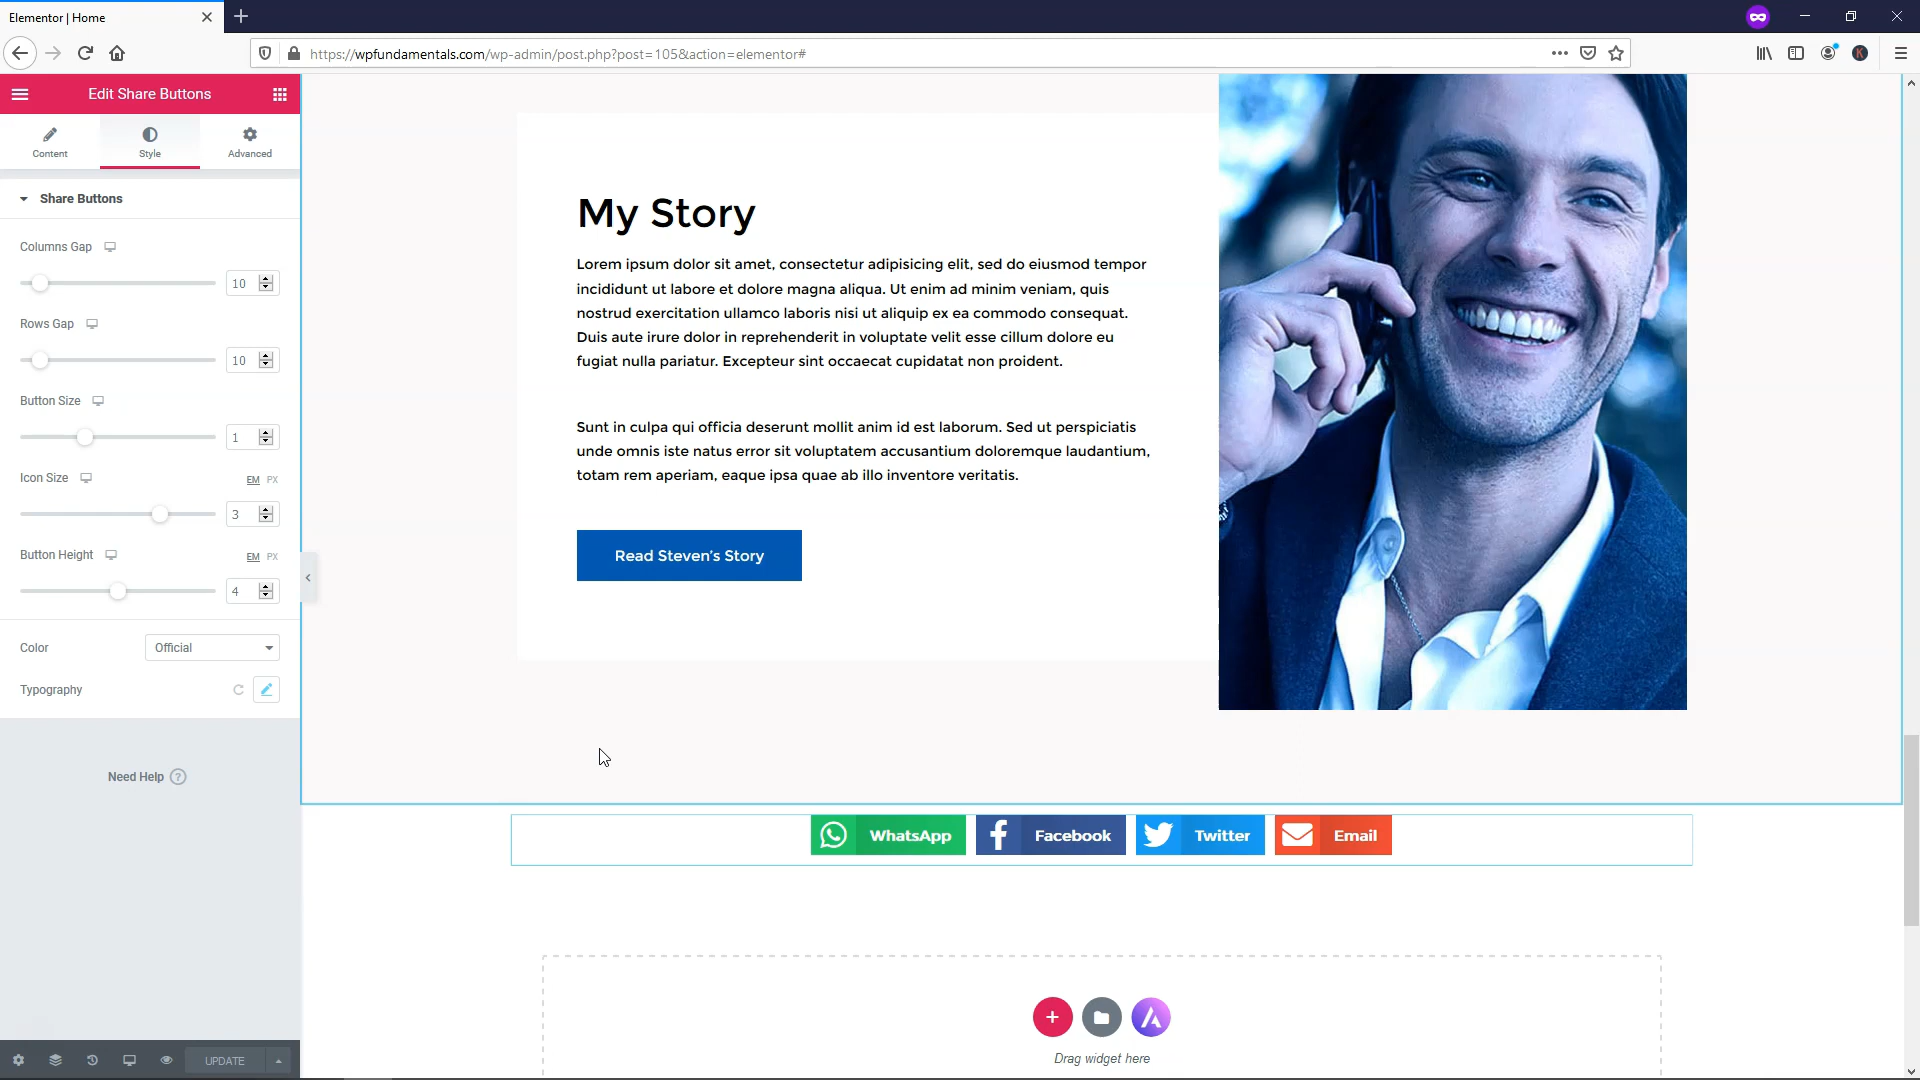 Elementor | Home
https://wpfundamentals.com/wp-admin/post.php?post=105&action=elementor#
Edit Share Buttons
Content
Style
Advanced
Share Buttons
Columns Gap
10
Rows Gap
10
Button Size
1
Icon Size
EM PX
3
Button Height
EM PX
4
Color
Official
Typography
Need Help ?
UPDATE
My Story
Lorem ipsum dolor sit amet, consectetur adipisicing elit, sed do eiusmod tempor
incididunt ut labore et dolore magna aliqua. Ut enim ad minim veniam, quis
nostrud exercitation ullamco laboris nisi ut aliquip ex ea commodo consequat.
Duis aute irure dolor in reprehenderit in voluptate velit esse cillum dolore eu
fugiat nulla pariatur. Excepteur sint occaecat cupidatat non proident.
Sunt in culpa qui officia deserunt mollit anim id est laborum. Sed ut perspiciatis
unde omnis iste natus error sit voluptatem accusantium doloremque laudantium,
totam rem aperiam, eaque ipsa quae ab illo inventore veritatis.
Read Steven’s Story
WhatsApp
Facebook
Twitter
Email
Drag widget here